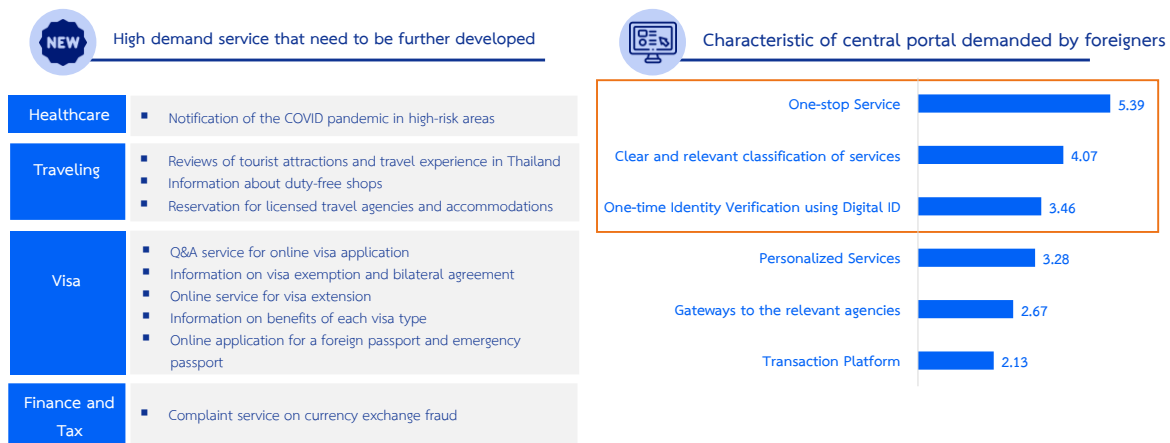 NEW
High demand service that need to be further developed
Healthcare
▪ Notification of the COVID pandemic in high-risk areas
Traveling
▪ Reviews of tourist attractions and travel experience in Thailand
▪ Information about duty-free shops
▪ Reservation for licensed travel agencies and accommodations
Visa
▪ Q&A service for online visa application
▪ Information on visa exemption and bilateral agreement
▪ Online service for visa extension
▪ Information on benefits of each visa type
▪ Online application for a foreign passport and emergency
passport
Finance and
Tax
▪ Complaint service on currency exchange fraud
Characteristic of central portal demanded by foreigners
One-stop Service 5.39
Clear and relevant classification of services 4.07
One-time Identity Verification using Digital ID 3.46
Personalized Services 3.28
Gateways to the relevant agencies 2.67
Transaction Platform 2.13